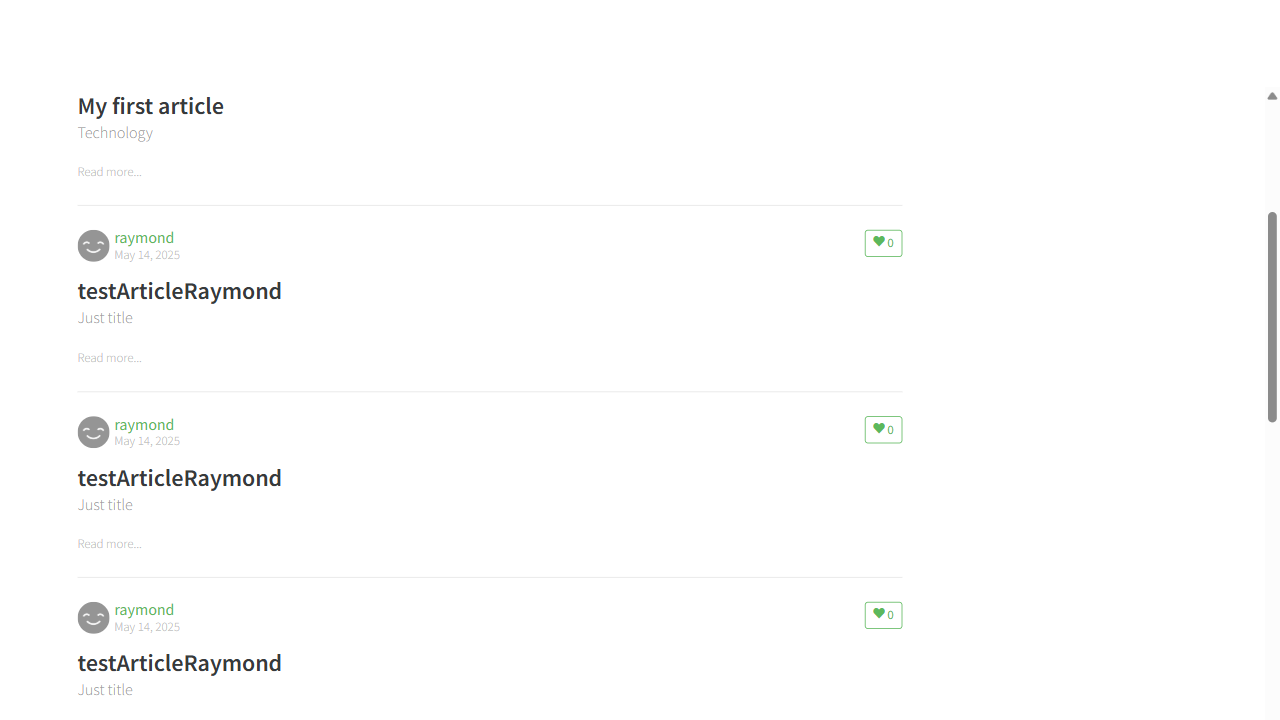 My first article
Technology
Read more...
raymond
May 14, 2025
0
testArticleRaymond
Just title
Read more...
raymond
May 14, 2025
0
testArticleRaymond
Just title
Read more...
raymond
May 14, 2025
0
testArticleRaymond
Just title